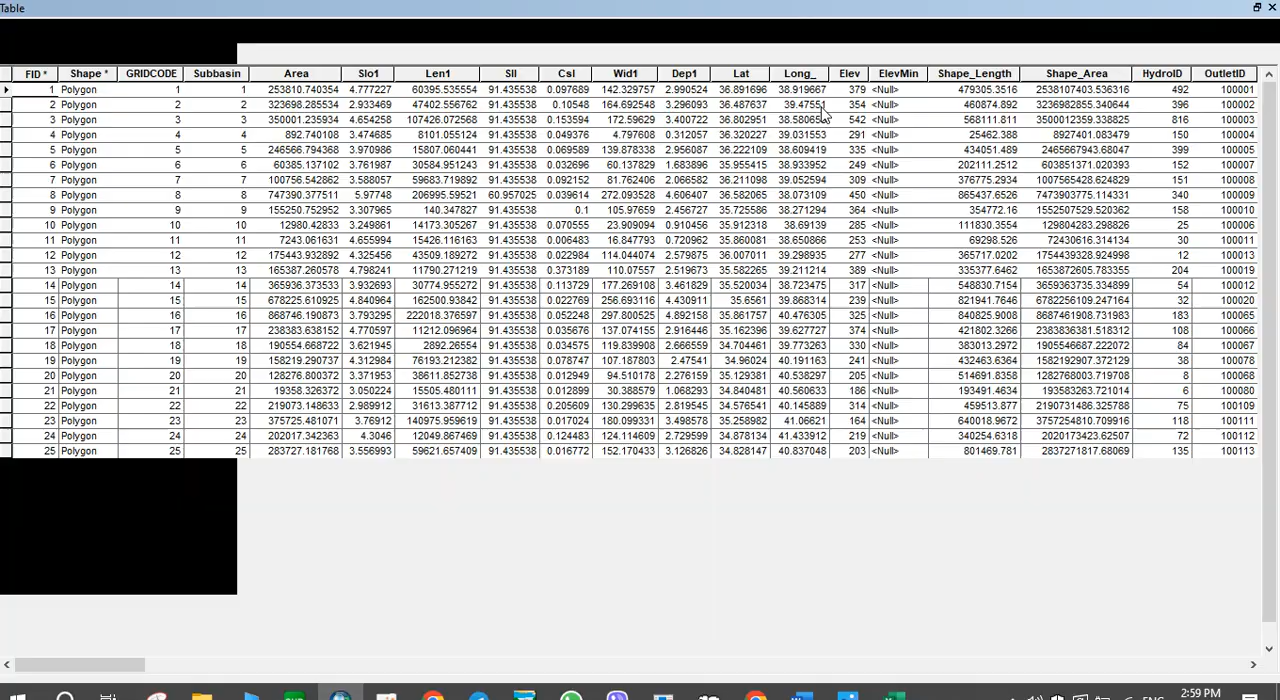 Table
FID * Shape * GRIDCODE Subbasin Area Slo1 Len1 Sll Csl Wid1 Dep1 Lat Long_ Elev ElevMin Shape_Length Shape_Area HydroID OutletID
1 Polygon 1 1 253810.740354 4.777227 60395.535554 91.435538 0.097689 142.329757 2.990524 36.891696 38.919667 379 <Null> 479305.3516 2538107403.536316 492 100001
2 Polygon 2 2 323698.285534 2.933469 47402.556762 91.435538 0.10548 164.692548 3.296093 36.487637 39.47551 354 <Null> 460874.892 3236982855.340644 396 100002
3 Polygon 3 3 350001.235934 4.654258 107426.072568 91.435538 0.153594 172.59629 3.400722 36.802951 38.580656 542 <Null> 568111.811 3500012359.338825 816 100003
4 Polygon 4 4 892.740108 3.474685 8101.055124 91.435538 0.049376 4.797608 0.312057 36.320227 39.031553 291 <Null> 25462.388 8927401.083479 150 100004
5 Polygon 5 5 246566.794368 3.970986 15807.060441 91.435538 0.069589 139.878338 2.956087 36.222109 38.609419 335 <Null> 434051.489 2465667943.68047 399 100005
6 Polygon 6 6 60385.137102 3.761987 30584.951243 91.435538 0.032696 60.137829 1.683896 35.955415 38.933952 249 <Null> 202111.2512 603851371.020393 152 100007
7 Polygon 7 7 100756.542862 3.588057 59683.719892 91.435538 0.092152 81.762406 2.066582 36.211098 39.052594 309 <Null> 376775.2934 1007565428.624829 151 100008
8 Polygon 8 8 747390.377511 5.97748 206995.59521 60.957025 0.039614 272.093528 4.606407 36.582065 38.073109 450 <Null> 865437.6526 7473903775.114331 340 100009
9 Polygon 9 9 155250.752952 3.307965 140.347827 91.435538 0.1 105.97659 2.456727 35.725586 38.271294 364 <Null> 354772.16 1552507529.520362 158 100010
10 Polygon 10 10 12980.42833 3.249861 14173.305267 91.435538 0.070555 23.909094 0.910456 35.912318 38.69139 285 <Null> 111830.3554 129804283.298826 25 100006
11 Polygon 11 11 7243.061631 4.655994 15426.116163 91.435538 0.006483 16.847793 0.720962 35.860081 38.650866 253 <Null> 69298.526 72430616.314134 30 100011
12 Polygon 12 12 175443.932892 4.325456 43509.189272 91.435538 0.022984 114.044074 2.579875 36.007011 39.298935 277 <Null> 365717.0202 1754439328.924998 12 100013
13 Polygon 13 13 165387.260578 4.798241 11790.271219 91.435538 0.373189 110.07557 2.519673 35.582265 39.211214 389 <Null> 335377.6462 1653872605.783355 204 100019
14 Polygon 14 14 365936.373533 3.932693 30774.955272 91.435538 0.113729 177.269108 3.461829 35.520034 38.723475 317 <Null> 548830.7154 3659363735.334899 54 100012
15 Polygon 15 15 678225.610925 4.840964 162500.93842 91.435538 0.022769 256.693116 4.430911 35.6561 39.868314 239 <Null> 821941.7646 6782256109.247164 32 100020
16 Polygon 16 16 868746.190873 3.793295 222018.376597 91.435538 0.052248 297.800525 4.892158 35.861757 40.476305 325 <Null> 840825.9008 8687461908.731983 183 100065
17 Polygon 17 17 238383.638152 4.770597 11212.096964 91.435538 0.035676 137.074155 2.916446 35.162396 39.627727 374 <Null> 421802.3266 2383836381.518312 108 100066
18 Polygon 18 18 190554.668722 3.621945 2892.26554 91.435538 0.034575 119.839908 2.666559 34.704461 39.773263 330 <Null> 383013.2972 1905546687.222072 84 100067
19 Polygon 19 19 158219.290737 4.312984 76193.212382 91.435538 0.078747 107.187803 2.47541 34.96024 40.191163 241 <Null> 432463.6364 1582192907.372129 38 100078
20 Polygon 20 20 128276.800372 3.371953 38611.852738 91.435538 0.012949 94.510178 2.276159 35.129381 40.538297 205 <Null> 514691.8358 1282768003.719708 8 100068
21 Polygon 21 21 19358.326372 3.050224 15505.480111 91.435538 0.012899 30.388579 1.068293 34.840481 40.560633 186 <Null> 193491.4634 193583263.721014 6 100080
22 Polygon 22 22 219073.148633 2.989912 31613.387712 91.435538 0.205609 130.299635 2.819545 34.576541 40.145889 314 <Null> 459513.877 2190731486.325788 75 100109
23 Polygon 23 23 375725.481071 3.76912 140975.959619 91.435538 0.017024 180.099331 3.498578 35.258982 41.06621 164 <Null> 640018.9672 3757254810.709916 118 100111
24 Polygon 24 24 202017.342363 4.3046 12049.867469 91.435538 0.124483 124.114609 2.729599 34.878134 41.433912 219 <Null> 340254.6318 2020173423.62507 72 100112
25 Polygon 25 25 283727.181768 3.556993 59621.657409 91.435538 0.016772 152.170433 3.126826 34.828147 40.837048 203 <Null> 801469.781 2837271817.68069 135 100113
2:59 PM